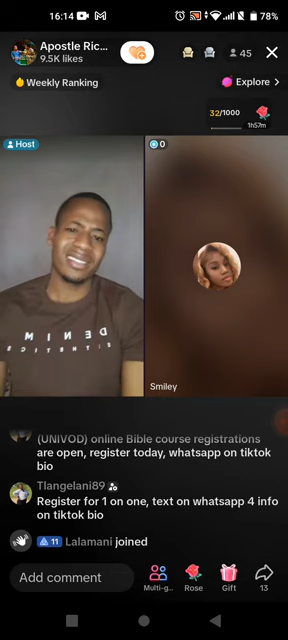 16:14
78%
Apostle Ric...
9.5K likes
45
Weekly Ranking
Explore >
32/1000
1h57m
Host
0
DENIM
Smiley
(UNIVOD) online Bible course registrations
are open, register today, whatsapp on tiktok
bio
Tlangelani89
Register for 1 on one, text on whatsapp 4 info
on tiktok bio
11 Lalamani joined
Add comment
Multi-g...
Rose
Gift
13